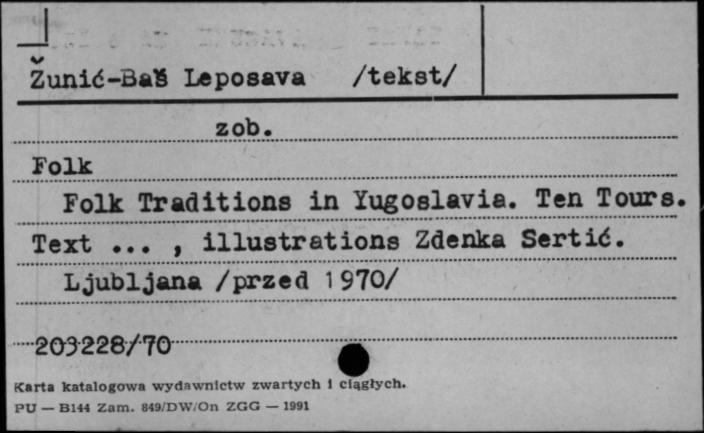 Žunić-Baš Leposava /tekst/
zob.
Folk
Folk Traditions in Yugoslavia. Ten Tours.
Text ... , illustrations Zdenka Sertić.
Ljubljana /przed 1970/
203228/70
Karta katalogowa wydawnictw zwartych i ciągłych.
PU — B144 Zam. 849/DW/On ZGG — 1991